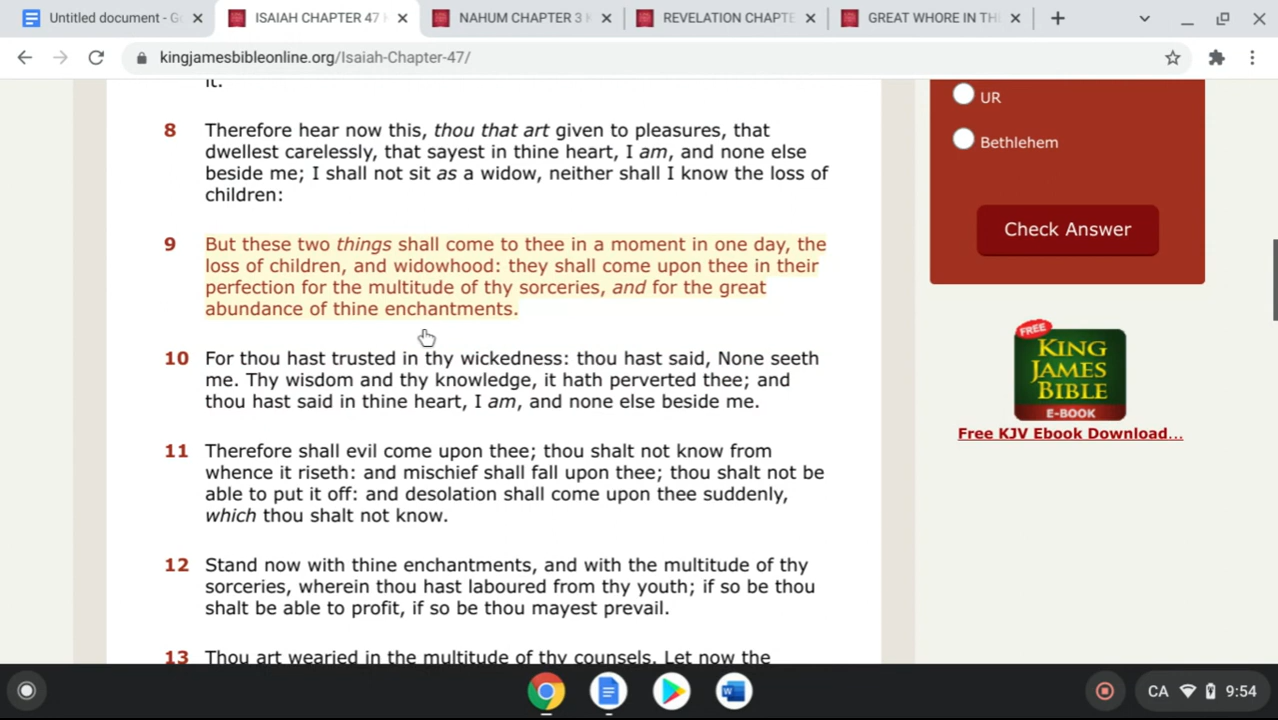 Untitled document - G
ISAIAH CHAPTER 47
NAHUM CHAPTER 3
REVELATION CHAPTE
GREAT WHORE IN TH
kingjamesbibleonline.org/Isaiah-Chapter-47/
it.
8 Therefore hear now this, thou that art given to pleasures, that
dwellest carelessly, that sayest in thine heart, I am, and none else
beside me; I shall not sit as a widow, neither shall I know the loss of
children:
9 But these two things shall come to thee in a moment in one day, the
loss of children, and widowhood: they shall come upon thee in their
perfection for the multitude of thy sorceries, and for the great
abundance of thine enchantments.
10 For thou hast trusted in thy wickedness: thou hast said, None seeth
me. Thy wisdom and thy knowledge, it hath perverted thee; and
thou hast said in thine heart, I am, and none else beside me.
11 Therefore shall evil come upon thee; thou shalt not know from
whence it riseth: and mischief shall fall upon thee; thou shalt not be
able to put it off: and desolation shall come upon thee suddenly,
which thou shalt not know.
12 Stand now with thine enchantments, and with the multitude of thy
sorceries, wherein thou hast laboured from thy youth; if so be thou
shalt be able to profit, if so be thou mayest prevail.
13 Thou art wearied in the multitude of thy counsels. Let now the
UR
Bethlehem
Check Answer
FREE
KING
JAMES
BIBLE
E-BOOK
Free KJV Ebook Download...
W
CA 9:54